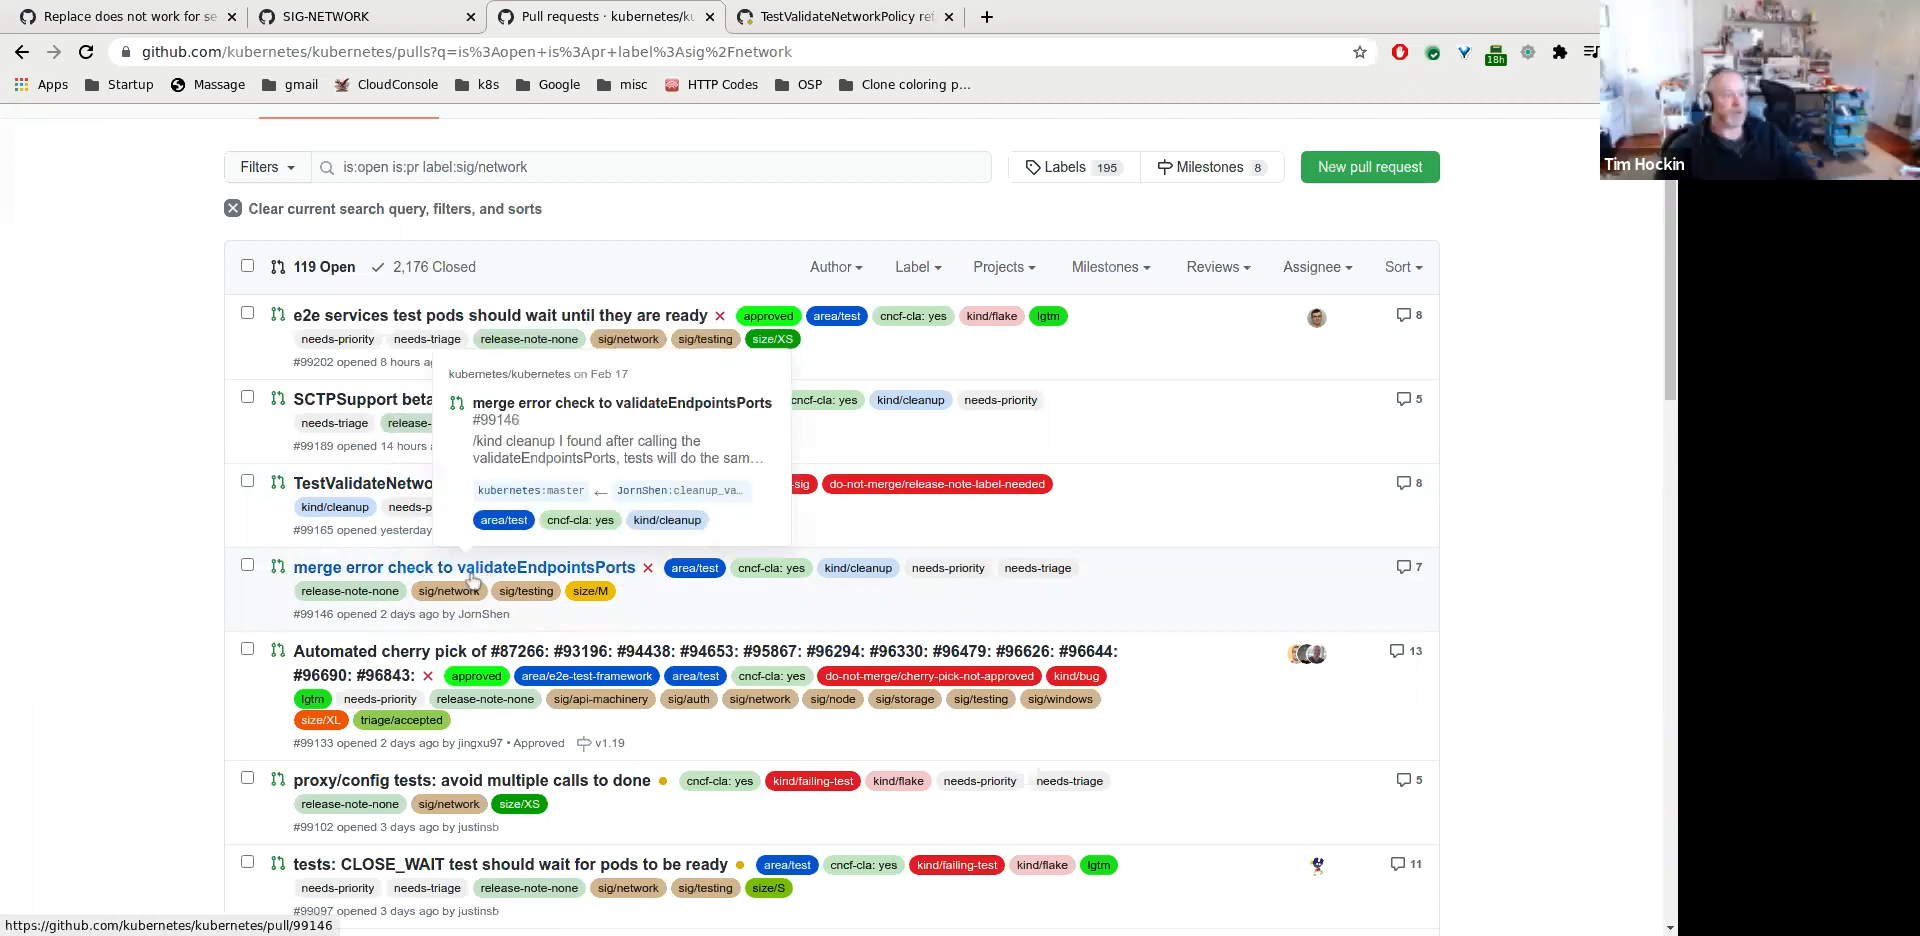 Replace does not work for se
SIG-NETWORK
Pull requests · kubernetes/ku
TestValidateNetworkPolicy ref
github.com/kubernetes/kubernetes/pulls?q=is%3Aopen+is%3Apr+label%3Asig%2Fnetwork
18h
Apps Startup Massage gmail CloudConsole k8s Google misc HTTP Codes OSP Clone coloring p...
Tim Hockin
Filters is:open is:pr label:sig/network Labels 195 Milestones 8 New pull request
Clear current search query, filters, and sorts
119 Open 2,176 Closed Author Label Projects Milestones Reviews Assignee Sort
e2e services test pods should wait until they are ready approved area/test cncf-cla: yes kind/flake lgtm 8
needs-priority needs-triage release-note-none sig/network sig/testing size/XS
#99202 opened 8 hours ag
kubernetes/kubernetes on Feb 17
merge error check to validateEndpointsPorts
#99146
/kind cleanup I found after calling the
validateEndpointsPorts, tests will do the sam…
kubernetes:master ← JornShen:cleanup_va…
area/test cncf-cla: yes kind/cleanup
SCTPSupport beta cncf-cla: yes kind/cleanup needs-priority 5
needs-triage release-
#99189 opened 14 hours
TestValidateNetwo -sig do-not-merge/release-note-label-needed 8
kind/cleanup needs-p
#99165 opened yesterday
merge error check to validateEndpointsPorts area/test cncf-cla: yes kind/cleanup needs-priority needs-triage 7
release-note-none sig/network sig/testing size/M
#99146 opened 2 days ago by JornShen
Automated cherry pick of #87266: #93196: #94438: #94653: #95867: #96294: #96330: #96479: #96626: #96644: 13
#96690: #96843: approved area/e2e-test-framework area/test cncf-cla: yes do-not-merge/cherry-pick-not-approved kind/bug
lgtm needs-priority release-note-none sig/api-machinery sig/auth sig/network sig/node sig/storage sig/testing sig/windows
size/XL triage/accepted
#99133 opened 2 days ago by jingxu97 • Approved v1.19
proxy/config tests: avoid multiple calls to done cncf-cla: yes kind/failing-test kind/flake needs-priority needs-triage 5
release-note-none sig/network size/XS
#99102 opened 3 days ago by justinsb
tests: CLOSE_WAIT test should wait for pods to be ready area/test cncf-cla: yes kind/failing-test kind/flake lgtm 11
needs-priority needs-triage release-note-none sig/network sig/testing size/S
#99097 opened 3 days ago by justinsb
https://github.com/kubernetes/kubernetes/pull/99146